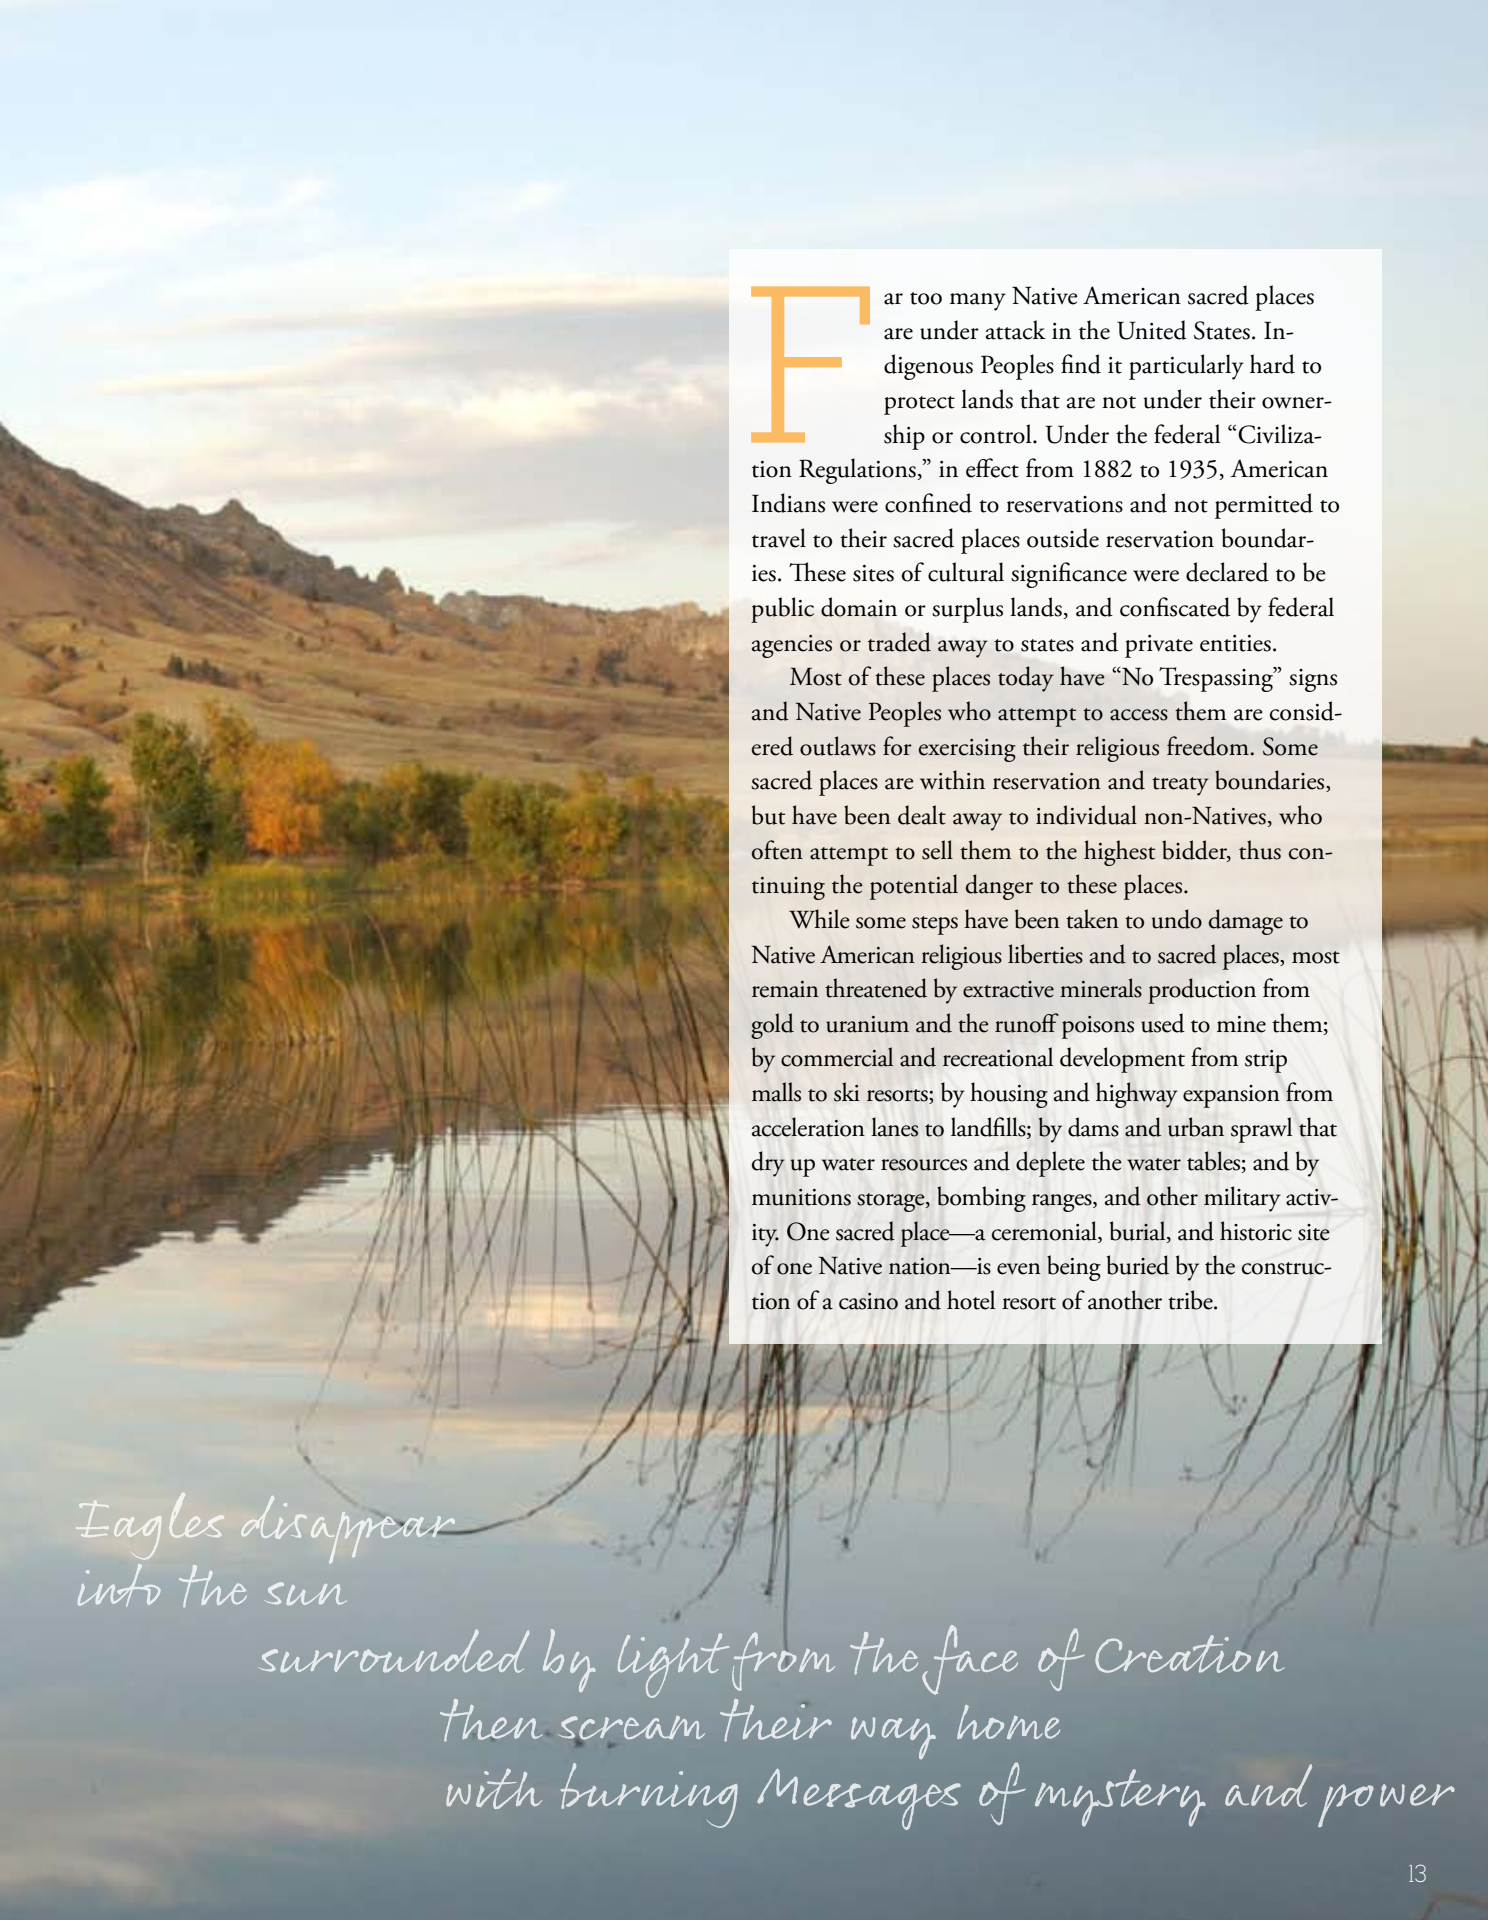 Far too many Native American sacred places
are under attack in the United States. In-
digenous Peoples find it particularly hard to
protect lands that are not under their owner-
ship or control. Under the federal “Civiliza-
tion Regulations,” in effect from 1882 to 1935, American
Indians were confined to reservations and not permitted to
travel to their sacred places outside reservation boundar-
ies. These sites of cultural significance were declared to be
public domain or surplus lands, and confiscated by federal
agencies or traded away to states and private entities.
Most of these places today have “No Trespassing” signs
and Native Peoples who attempt to access them are consid-
ered outlaws for exercising their religious freedom. Some
sacred places are within reservation and treaty boundaries,
but have been dealt away to individual non-Natives, who
often attempt to sell them to the highest bidder, thus con-
tinuing the potential danger to these places.
While some steps have been taken to undo damage to
Native American religious liberties and to sacred places, most
remain threatened by extractive minerals production from
gold to uranium and the runoff poisons used to mine them;
by commercial and recreational development from strip
malls to ski resorts; by housing and highway expansion from
acceleration lanes to landfills; by dams and urban sprawl that
dry up water resources and deplete the water tables; and by
munitions storage, bombing ranges, and other military activ-
ity. One sacred place—a ceremonial, burial, and historic site
of one Native nation—is even being buried by the construc-
tion of a casino and hotel resort of another tribe.
Eagles disappear
into the sun
surrounded by light from the face of Creation
then scream their way home
with burning Messages of mystery and power
13